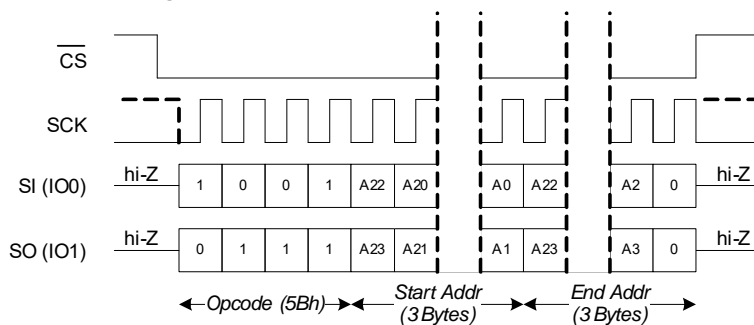 CS
SCK
SI (IO0) hi-Z 1 0 0 1 A22 A20 A0 A22 A2 0 hi-Z
SO (IO1) hi-Z 0 1 1 1 A23 A21 A1 A23 A3 0 hi-Z
Opcode (5Bh) Start Addr (3 Bytes) End Addr (3 Bytes)